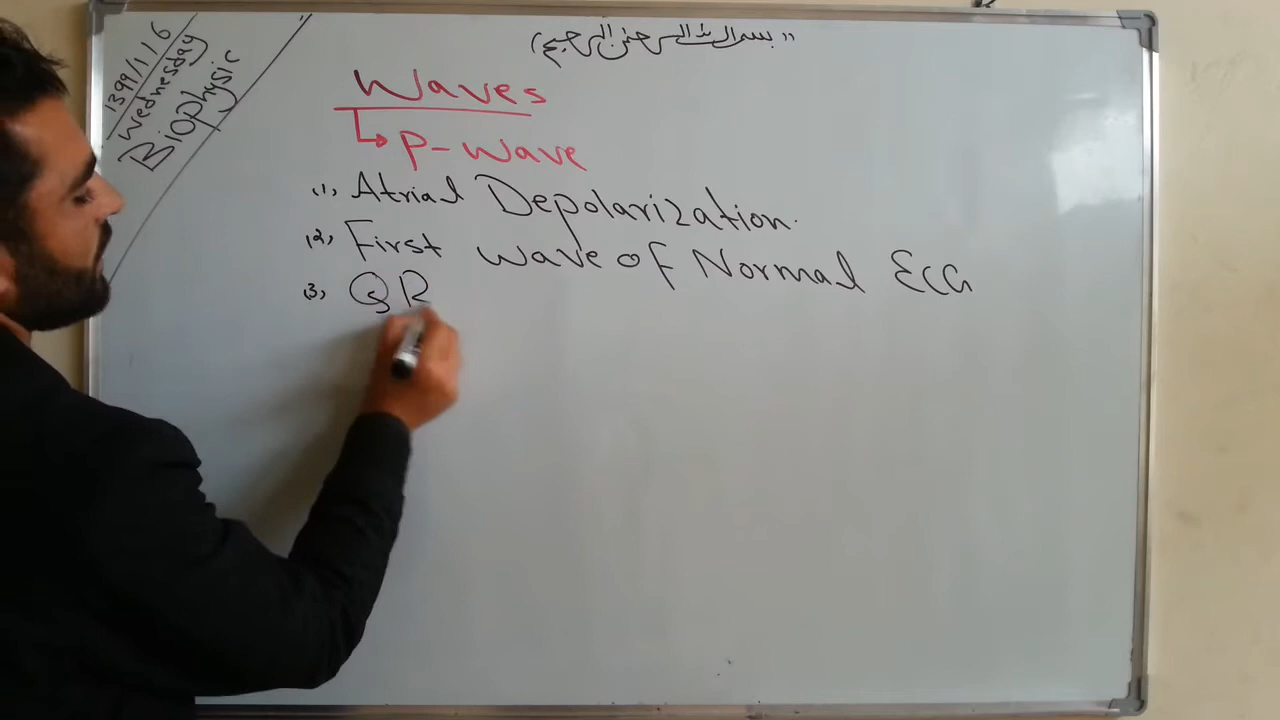 "بسم الله الرحمن الرحیم)
1399/1/6
Wednesday
Biophysic
Waves
P-wave
(1) Atrial Depolarization.
(2) First wave of Normal ECG
(3) QR